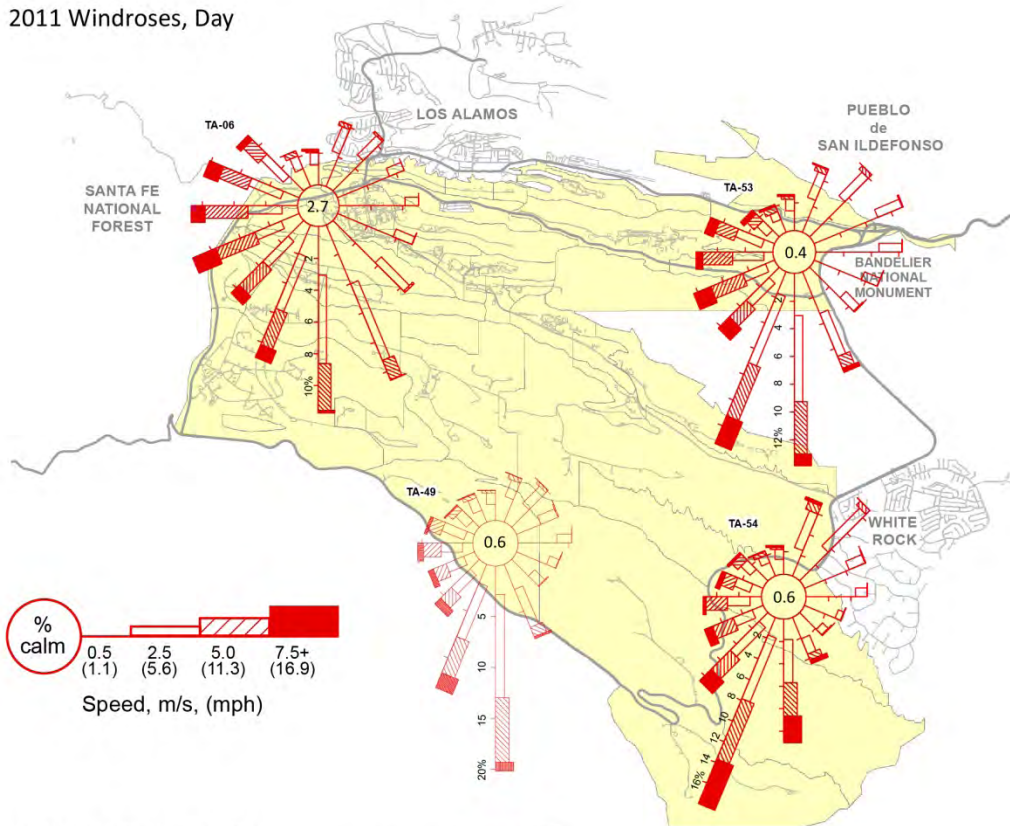 2011 Windroses, Day
LOS ALAMOS
PUEBLO
de
SAN ILDEFONSO
TA-06
SANTA FE
NATIONAL
FOREST
2.7
2
4
6
8
10%
TA-53
0.4
BANDELIER
NATIONAL
MONUMENT
2
4
6
8
10
12%
TA-49
0.6
5
10
15
20%
TA-54
WHITE
ROCK
0.6
2
4
6
8
10
12
14
16%
%
calm
0.5 2.5 5.0 7.5+
(1.1) (5.6) (11.3) (16.9)
Speed, m/s, (mph)